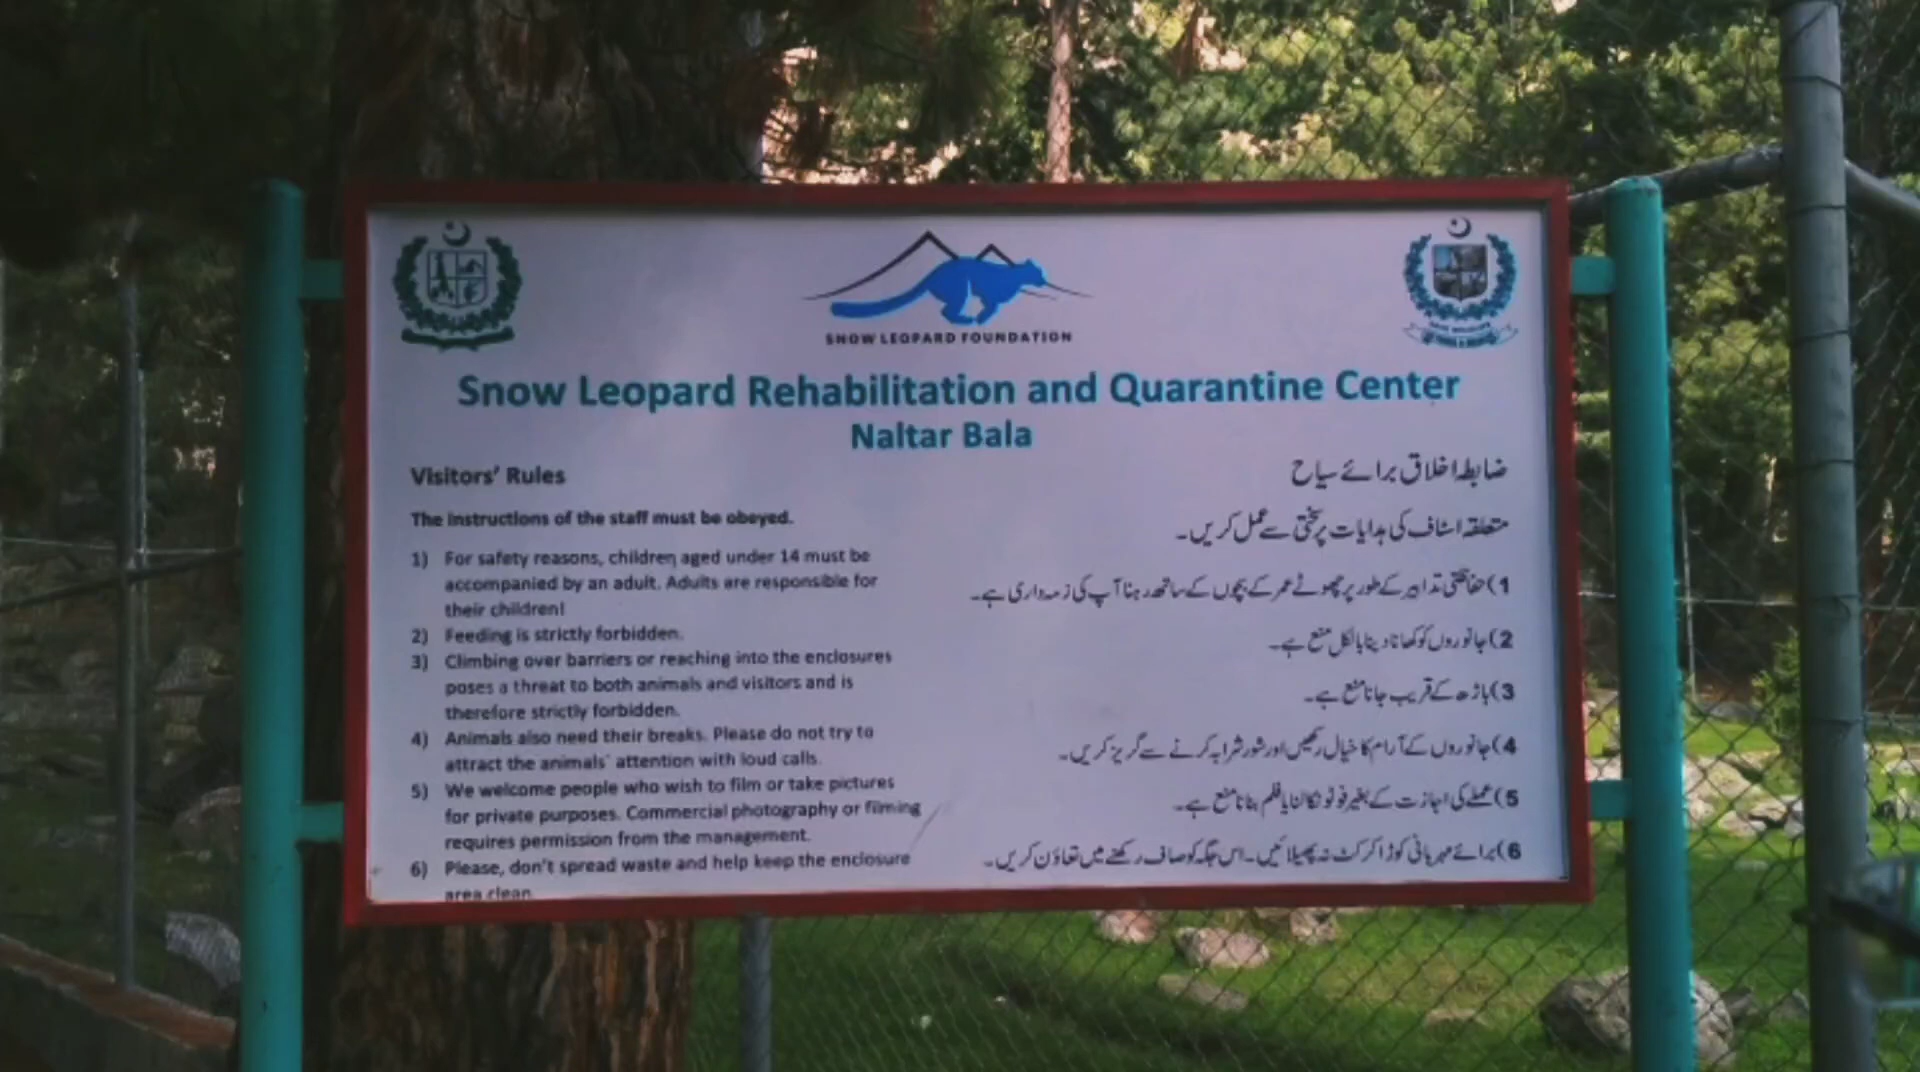 SNOW LEOPARD FOUNDATION
Snow Leopard Rehabilitation and Quarantine Center
Naltar Bala
Visitors' Rules
The instructions of the staff must be obeyed.
1) For safety reasons, children aged under 14 must be
accompanied by an adult. Adults are responsible for
their children!
2) Feeding is strictly forbidden.
3) Climbing over barriers or reaching into the enclosures
poses a threat to both animals and visitors and is
therefore strictly forbidden.
4) Animals also need their breaks. Please do not try to
attract the animals' attention with loud calls.
5) We welcome people who wish to film or take pictures
for private purposes. Commercial photography or filming
requires permission from the management.
6) Please, don't spread waste and help keep the enclosure
area clean.
ضابطہ اخلاق برائے سیاح
متعلقہ اسٹاف کی ہدایات پر سختی سے عمل کریں۔
1) حفاظتی تدابیر کے طور پر چھوٹے عمر کے بچوں کے ساتھ رہنا آپ کی زمہ داری ہے۔
2) جانوروں کو کھانا دینا بالکل منع ہے۔
3) باڑھ کے قریب جانا منع ہے۔
4) جانوروں کے آرام کا خیال رکھیں اور شور شرابہ کرنے سے گریز کریں۔
5) عملے کی اجازت کے بغیر فوٹو نکالنا یا فلم بنانا منع ہے۔
6) برائے مہربانی کوڑا کرکٹ نہ پھیلائیں۔ اس جگہ کو صاف رکھنے میں تعاؤن کریں۔